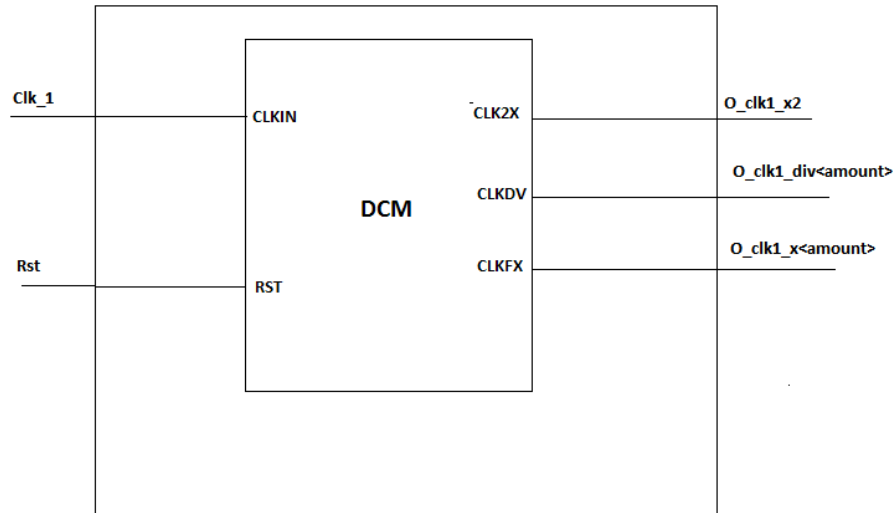 Clk_1
CLKIN
CLK2X
O_clk1_x2
O_clk1_div<amount>
CLKDV
DCM
O_clk1_x<amount>
CLKFX
Rst
RST